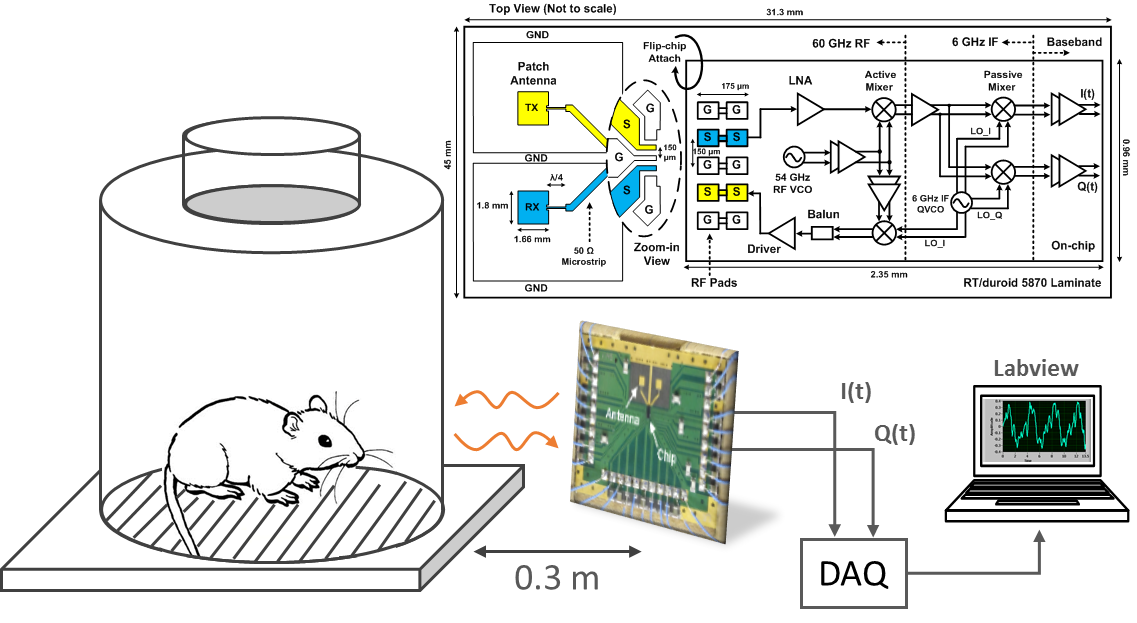 Top View (Not to scale)
31.3 mm
GND
Flip-chip
Attach
60 GHz RF
6 GHz IF
Baseband
Patch
Antenna
TX
G
S
G
S
G
150
µm
45 mm
GND
λ/4
RX
1.8 mm
1.66 mm
50 Ω
Microstrip
Zoom-in
View
GND
175 µm
G G
S S
150 µm
G G
S S
G G
RF Pads
LNA
Active
Mixer
Passive
Mixer
I(t)
LO_I
54 GHz
RF VCO
Q(t)
6 GHz IF
QVCO
LO_Q
Balun
Driver
LO_I
On-chip
0.96 mm
2.35 mm
RT/duroid 5870 Laminate
Antenna
Chip
I(t)
Q(t)
Labview
0.3 m
DAQ